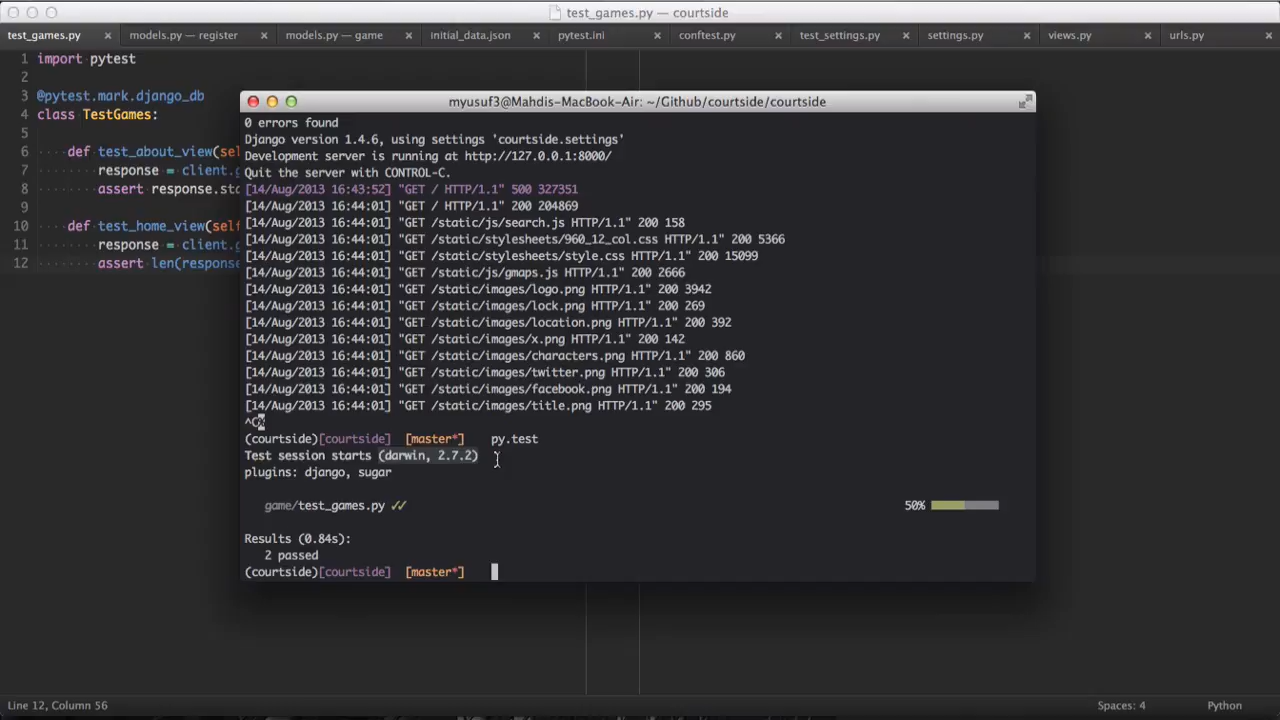 test_games.py — courtside
test_games.py
models.py — register
models.py — game
initial_data.json
pytest.ini
conftest.py
test_settings.py
settings.py
views.py
urls.py
1 import pytest
2
3 @pytest.mark.django_db
4 class TestGames:
5
6 def test_about_view(sel
7 response = client.g
8 assert response.sta
9
10 def test_home_view(self
11 response = client.g
12 assert len(response
myusuf3@Mahdis-MacBook-Air: ~/Github/courtside/courtside
0 errors found
Django version 1.4.6, using settings 'courtside.settings'
Development server is running at http://127.0.0.1:8000/
Quit the server with CONTROL-C.
[14/Aug/2013 16:43:52] "GET / HTTP/1.1" 500 327351
[14/Aug/2013 16:44:01] "GET / HTTP/1.1" 200 204869
[14/Aug/2013 16:44:01] "GET /static/js/search.js HTTP/1.1" 200 158
[14/Aug/2013 16:44:01] "GET /static/stylesheets/960_12_col.css HTTP/1.1" 200 5366
[14/Aug/2013 16:44:01] "GET /static/stylesheets/style.css HTTP/1.1" 200 15099
[14/Aug/2013 16:44:01] "GET /static/js/gmaps.js HTTP/1.1" 200 2666
[14/Aug/2013 16:44:01] "GET /static/images/logo.png HTTP/1.1" 200 3942
[14/Aug/2013 16:44:01] "GET /static/images/lock.png HTTP/1.1" 200 269
[14/Aug/2013 16:44:01] "GET /static/images/location.png HTTP/1.1" 200 392
[14/Aug/2013 16:44:01] "GET /static/images/x.png HTTP/1.1" 200 142
[14/Aug/2013 16:44:01] "GET /static/images/characters.png HTTP/1.1" 200 860
[14/Aug/2013 16:44:01] "GET /static/images/twitter.png HTTP/1.1" 200 306
[14/Aug/2013 16:44:01] "GET /static/images/facebook.png HTTP/1.1" 200 194
[14/Aug/2013 16:44:01] "GET /static/images/title.png HTTP/1.1" 200 295
^C%
(courtside)[courtside] [master*] py.test
Test session starts (darwin, 2.7.2)
plugins: django, sugar
game/test_games.py ✓✓ 50%
Results (0.84s):
2 passed
(courtside)[courtside] [master*]
Line 12, Column 56
Spaces: 4
Python